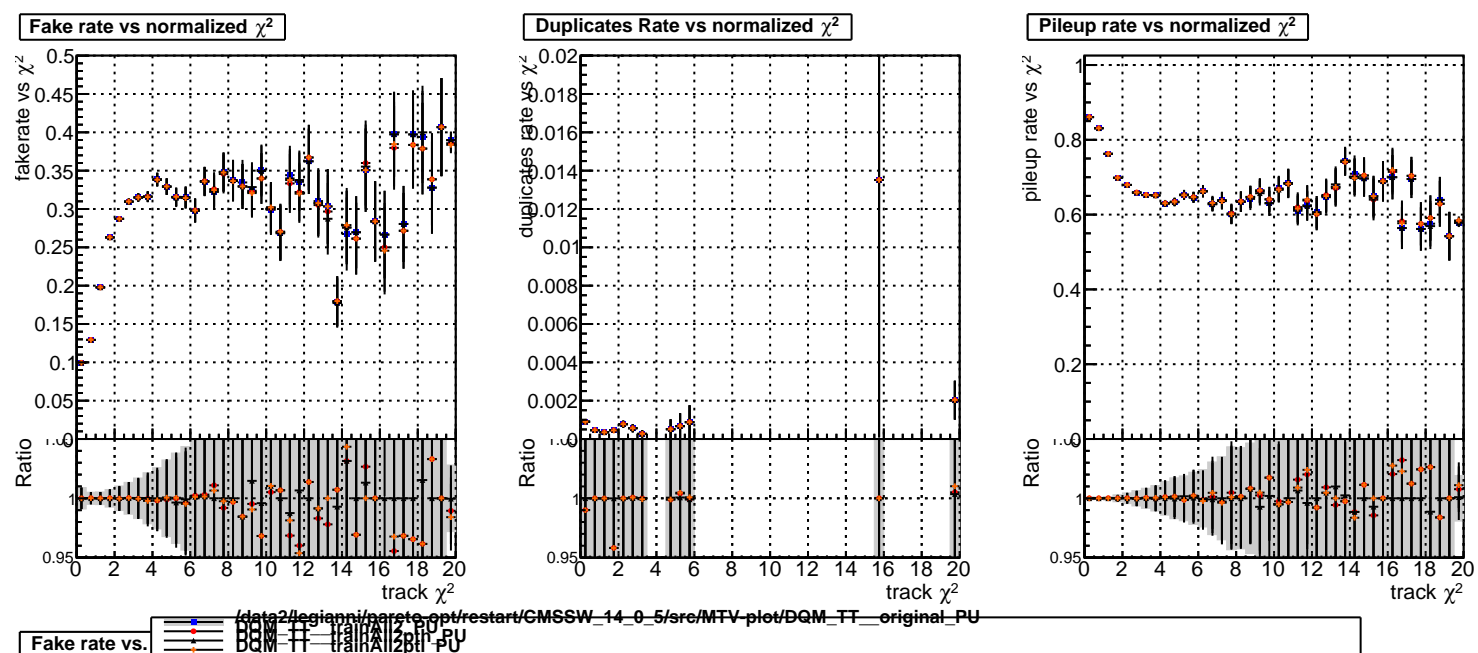 Fake rate vs normalized χ²
Duplicates Rate vs normalized χ²
Pileup rate vs normalized χ²
fakerate vs χ²
0.5
0.45
0.4
0.35
0.3
0.25
0.2
0.15
0.1
0.05
duplicates rate vs χ²
0.02
0.018
0.016
0.014
0.012
0.01
0.008
0.006
0.004
0.002
pileup rate vs χ²
1
0.8
0.6
0.4
0.2
Ratio
1
0.95
0 2 4 6 8 10 12 14 16 18 20
track χ²
Ratio
1
0.95
0 2 4 6 8 10 12 14 16 18 20
track χ²
Ratio
1
0.95
0 2 4 6 8 10 12 14 16 18 20
track χ²
/data2/legianni/pareto-opt/restart/CMSSW_14_0_5/src/MTV-plot/DQM_TT__original_PU
DQM_TT__trainAll2_PU
DQM_TT__trainAll2pth_PU
DQM_TT__trainAll2ptl_PU
Fake rate vs.